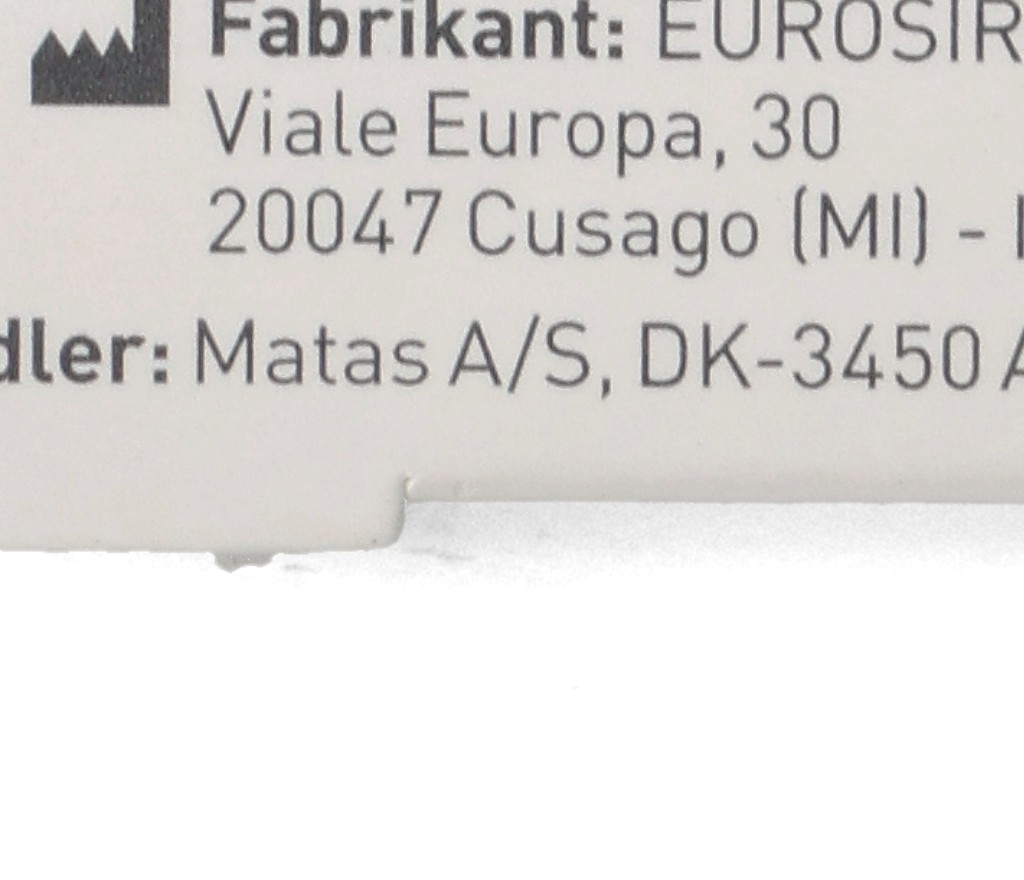 Fabrikant: EUROSIR
Viale Europa, 30
20047 Cusago (MI) -
dler: Matas A/S, DK-3450 A